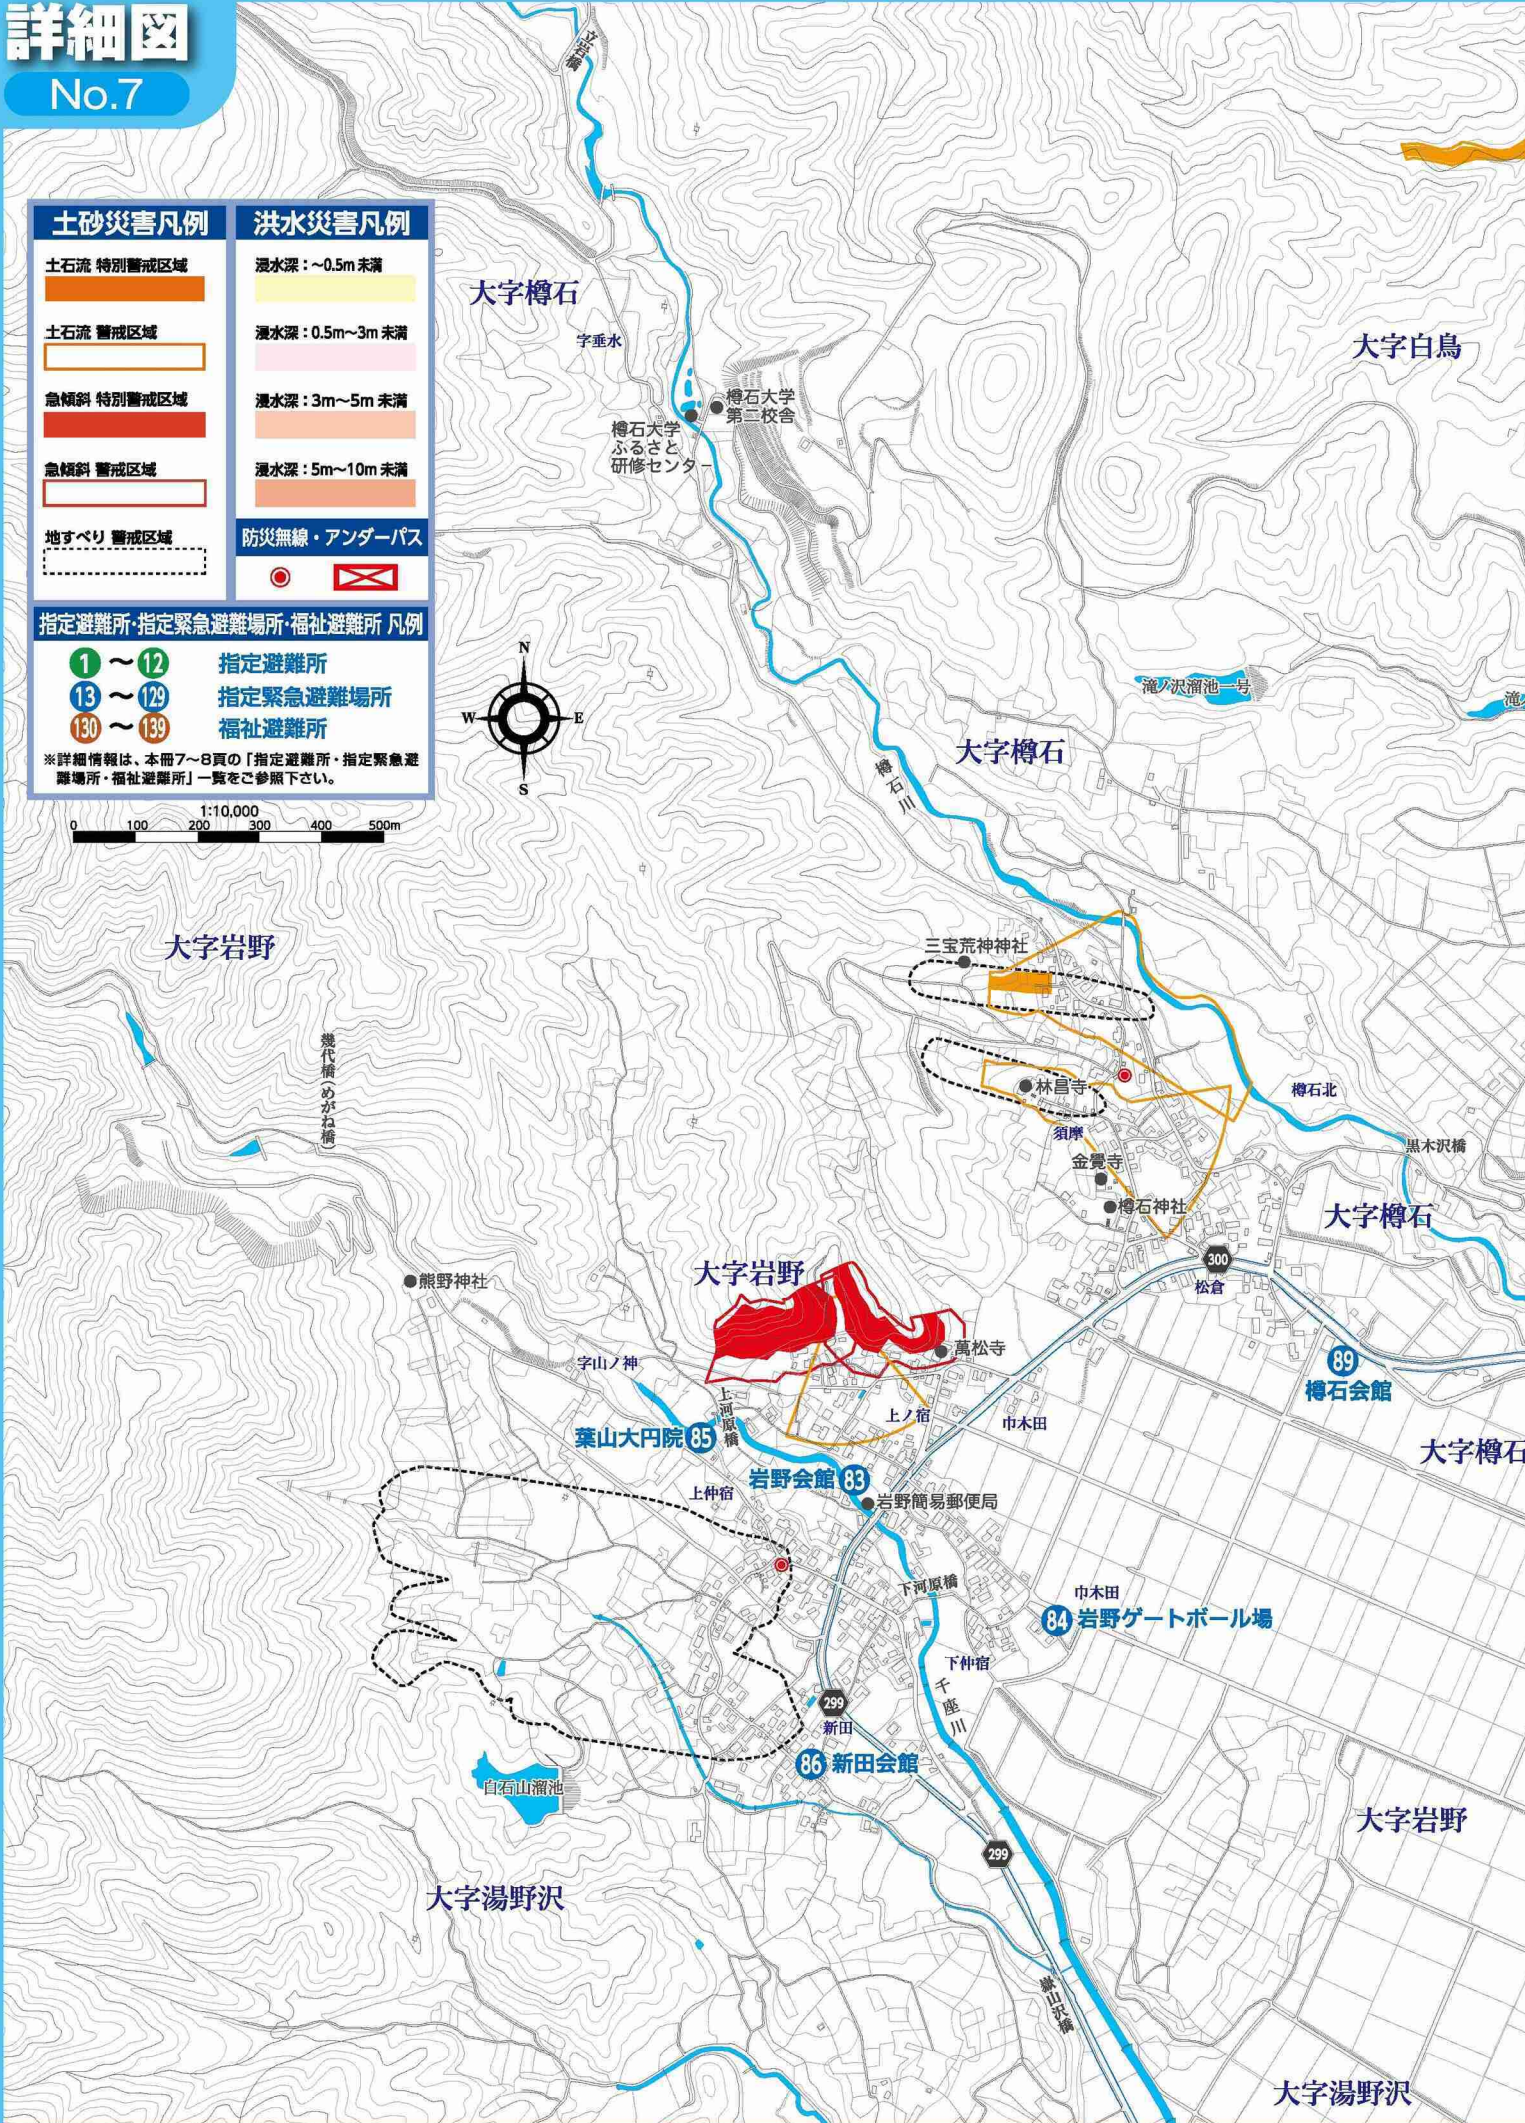 詳細図
No.7
土砂災害凡例
土石流 特別警戒区域
土石流 警戒区域
急傾斜 特別警戒区域
急傾斜 警戒区域
地すべり 警戒区域
洪水災害凡例
浸水深：～0.5m 未満
浸水深：0.5m～3m 未満
浸水深：3m～5m 未満
浸水深：5m～10m 未満
防災無線・アンダーパス
指定避難所・指定緊急避難場所・福祉避難所 凡例
1 ～ 12 指定避難所
13 ～ 129 指定緊急避難場所
130 ～ 139 福祉避難所
※詳細情報は、本冊7～8頁の「指定避難所・指定緊急避
難場所・福祉避難所」一覧をご参照下さい。
1:10,000
0 100 200 300 400 500m
N
W
E
S
立岩橋
大字樽石
字垂水
大字白鳥
樽石大学
第二校舎
樽石大学
ふるさと
研修センター
滝ノ沢溜池一号
滝
大字樽石
樽石川
大字岩野
三宝荒神神社
幾代橋(めがね橋)
林昌寺
樽石北
須摩
黒木沢橋
金覺寺
樽石神社
大字樽石
300
松倉
熊野神社
大字岩野
萬松寺
字山ノ神
89
樽石会館
上河原橋
上ノ宿
巾木田
葉山大円院 85
大字樽石
岩野会館 83
上仲宿
岩野簡易郵便局
下河原橋
巾木田
84 岩野ゲートボール場
下仲宿
千座川
299
新田
86 新田会館
白石山溜池
大字岩野
299
大字湯野沢
嶽山沢橋
大字湯野沢